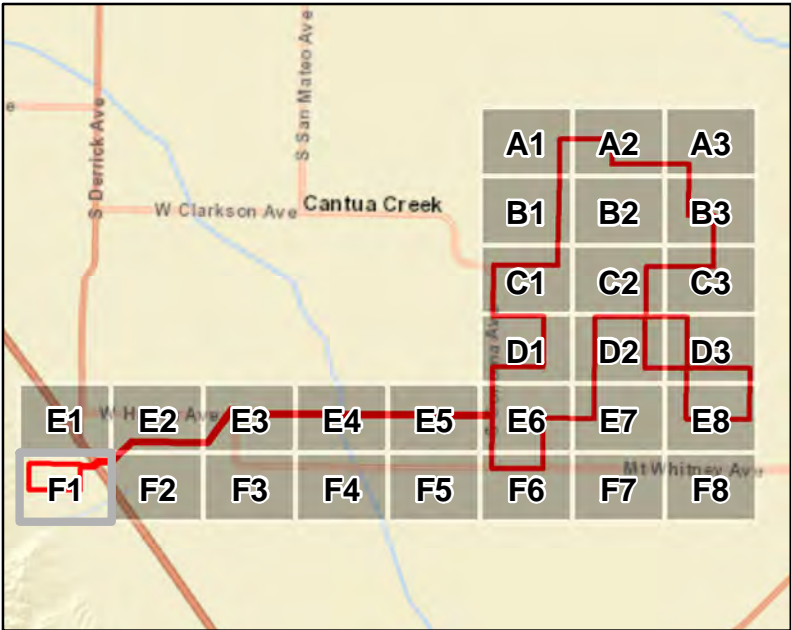 S San Mateo Ave
e
S Derrick Ave
A1 A2 A3
W Clarkson Ave
Cantua Creek
B1 B2 B3
C1 C2 C3
D1 D2 D3
W H
Ave
E1 E2 E3 E4 E5 E6 E7 E8
Mt Whitney Ave
F1 F2 F3 F4 F5 F6 F7 F8